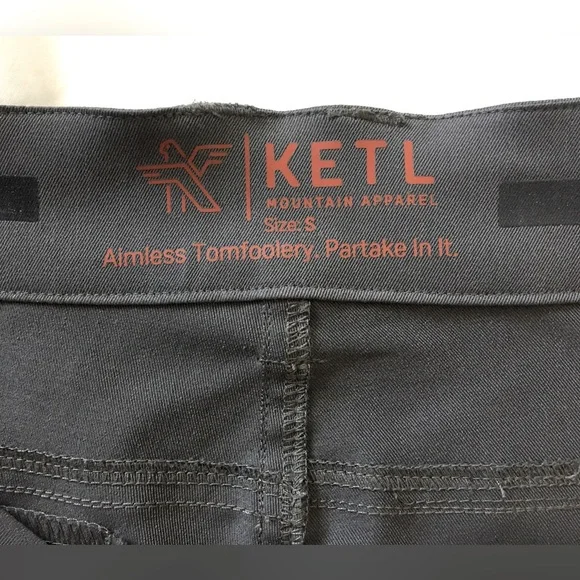 KETL
MOUNTAIN APPAREL
Size: S
Aimless Tomfoolery. Partake In It.